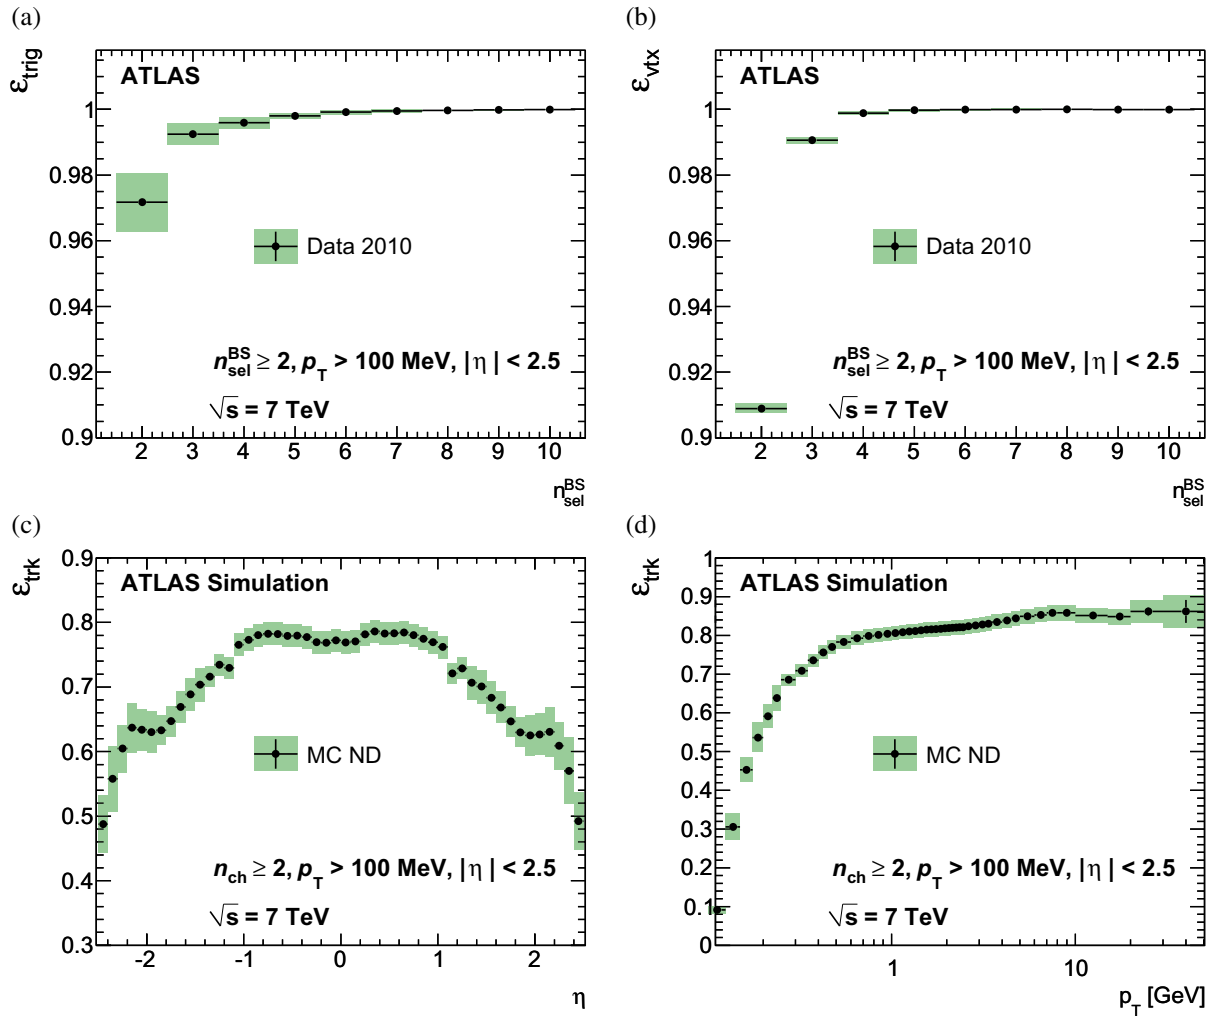 (a)
ε_trig
ATLAS
1
0.98
0.96
0.94
0.92
0.9
Data 2010
n_sel^BS ≥ 2, p_T > 100 MeV, |η| < 2.5
√s = 7 TeV
2 3 4 5 6 7 8 9 10
n_sel^BS
(b)
ε_vtx
ATLAS
1
0.98
0.96
0.94
0.92
0.9
Data 2010
n_sel^BS ≥ 2, p_T > 100 MeV, |η| < 2.5
√s = 7 TeV
2 3 4 5 6 7 8 9 10
n_sel^BS
(c)
ε_trk
ATLAS Simulation
0.9
0.8
0.7
0.6
0.5
0.4
0.3
MC ND
n_ch ≥ 2, p_T > 100 MeV, |η| < 2.5
√s = 7 TeV
-2 -1 0 1 2
η
(d)
ε_trk
ATLAS Simulation
1
0.9
0.8
0.7
0.6
0.5
0.4
0.3
0.2
0.1
0
MC ND
n_ch ≥ 2, p_T > 100 MeV, |η| < 2.5
√s = 7 TeV
1 10
p_T [GeV]